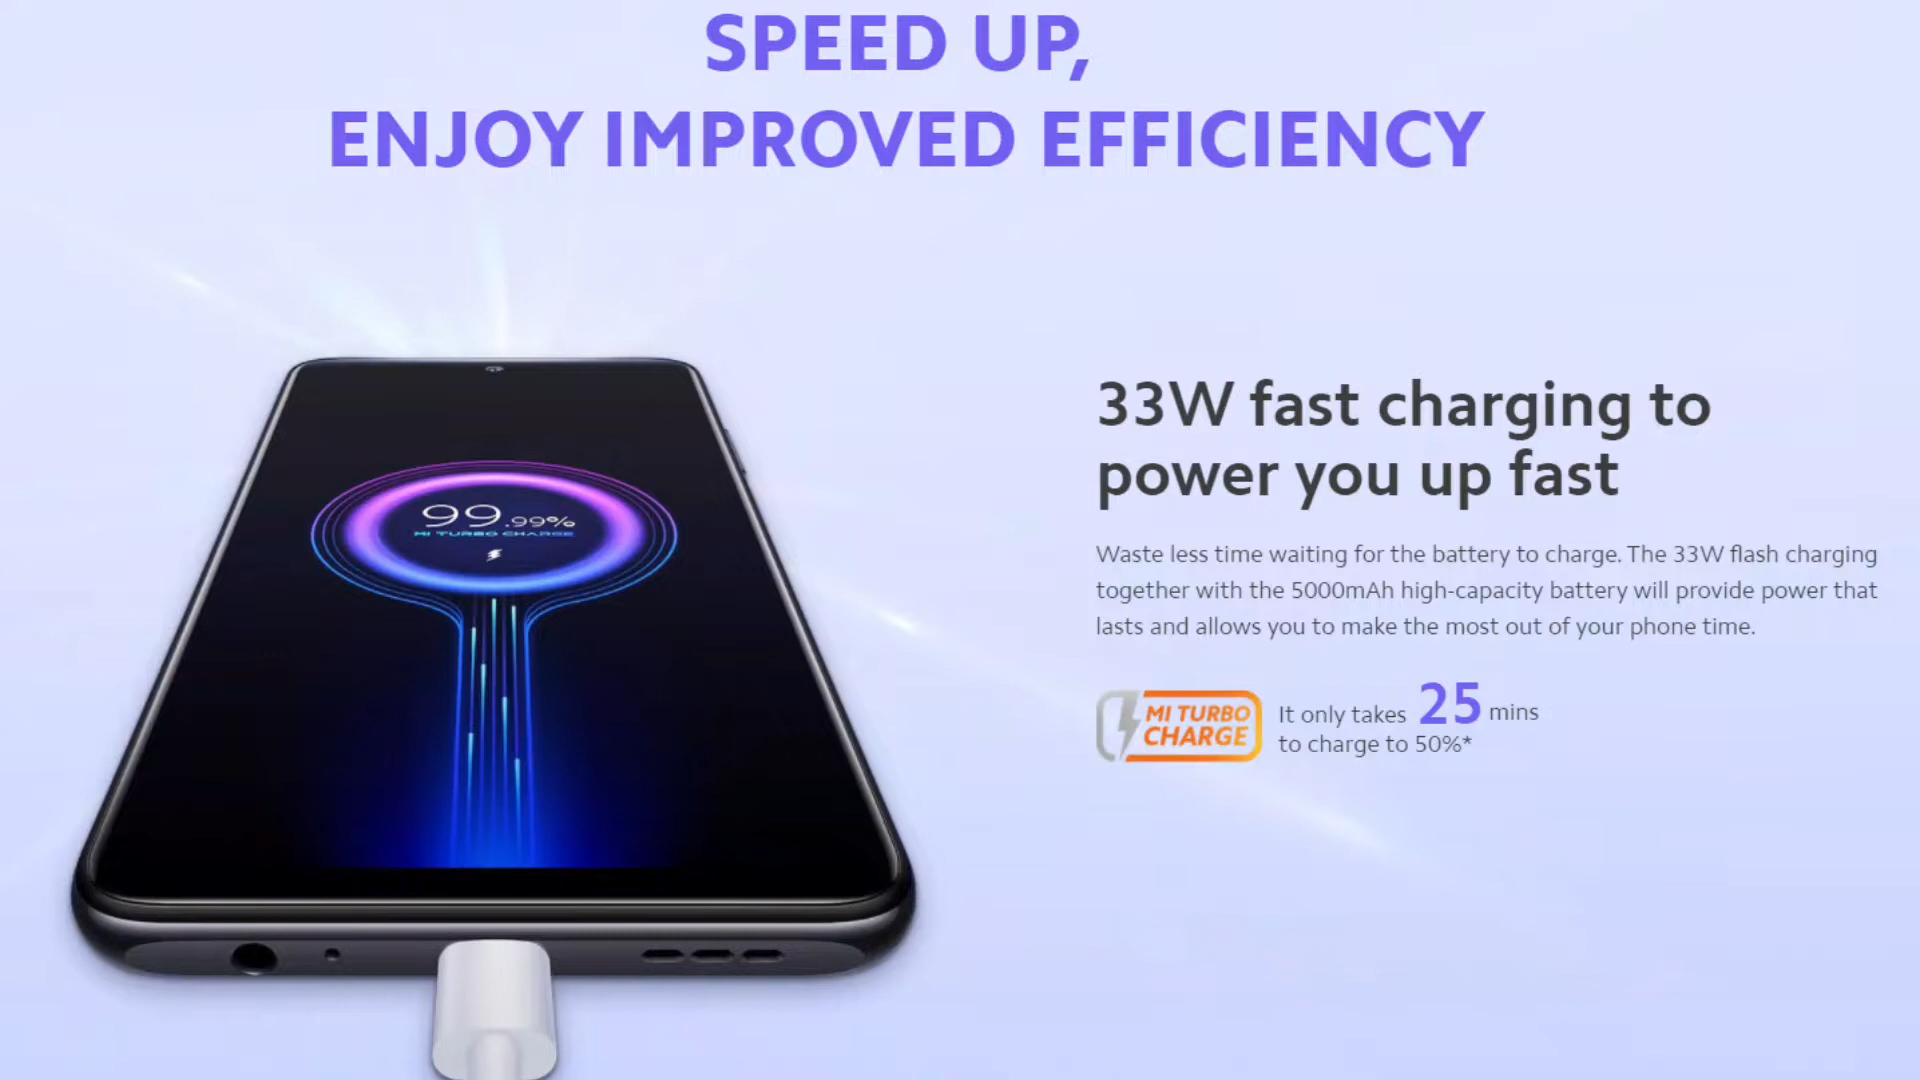 SPEED UP,
ENJOY IMPROVED EFFICIENCY
99.99%
MI TURBO CHARGE
33W fast charging to
power you up fast
Waste less time waiting for the battery to charge. The 33W flash charging
together with the 5000mAh high-capacity battery will provide power that
lasts and allows you to make the most out of your phone time.
MI TURBO
CHARGE
It only takes 25 mins
to charge to 50%*